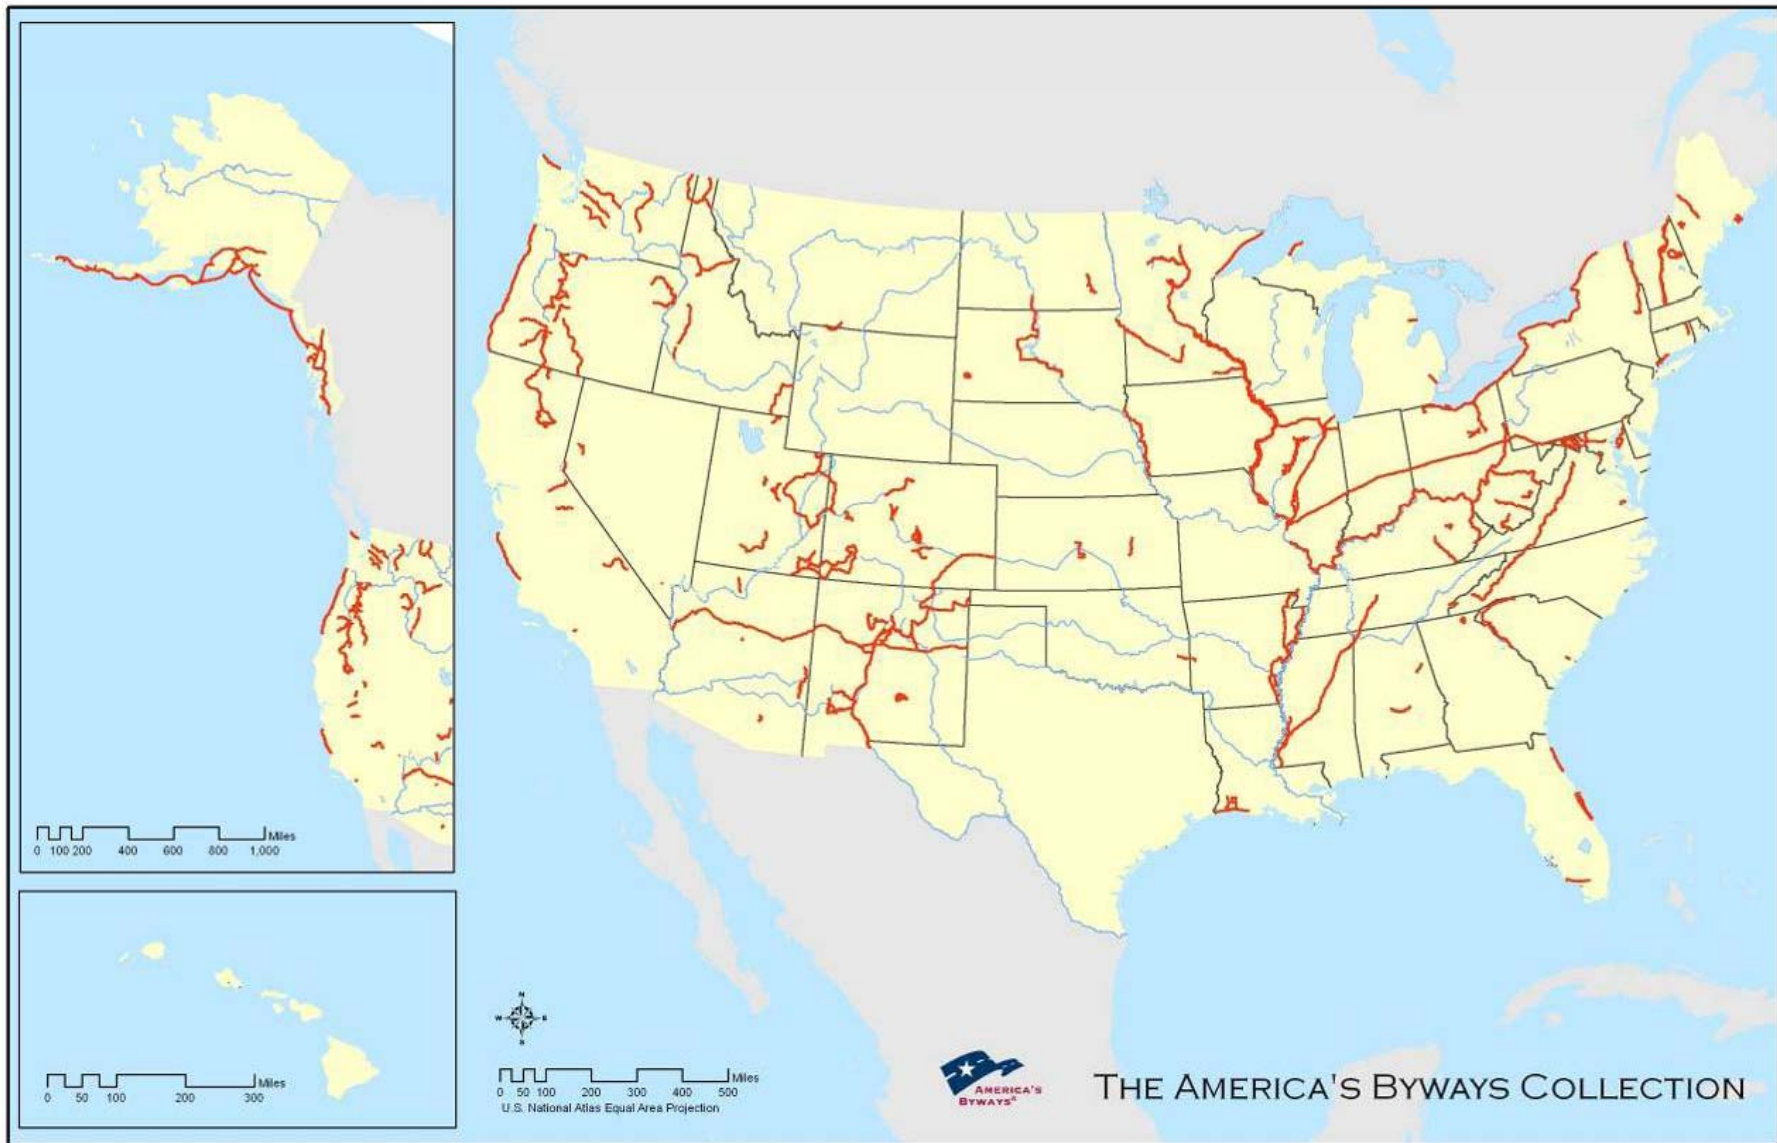 Miles
0 100 200 400 600 800 1,000
Miles
0 50 100 200 300
N
W E
S
Miles
0 50 100 200 300 400 500
U.S. National Atlas Equal Area Projection
AMERICA'S
BYWAYS®
THE AMERICA'S BYWAYS COLLECTION